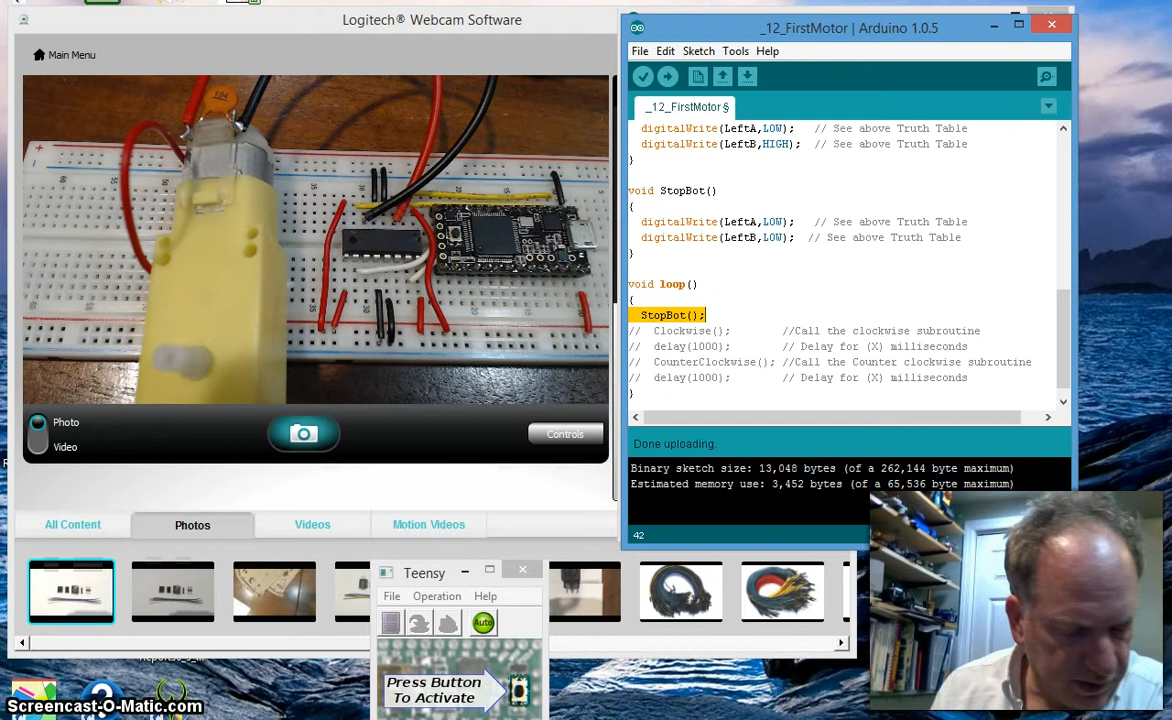 Logitech® Webcam Software
Main Menu
104
Photo
Video
Controls
All Content
Photos
Videos
Motion Videos
_12_FirstMotor | Arduino 1.0.5
File Edit Sketch Tools Help
_12_FirstMotor §
digitalWrite(LeftA,LOW); // See above Truth Table
digitalWrite(LeftB,HIGH); // See above Truth Table
}
void StopBot()
{
digitalWrite(LeftA,LOW); // See above Truth Table
digitalWrite(LeftB,LOW); // See above Truth Table
}
void loop()
{
StopBot();
// Clockwise(); //Call the clockwise subroutine
// delay(1000); // Delay for (X) milliseconds
// CounterClockwise(); //Call the Counter clockwise subroutine
// delay(1000); // Delay for (X) milliseconds
}
Done uploading.
Binary sketch size: 13,048 bytes (of a 262,144 byte maximum)
Estimated memory use: 3,452 bytes (of a 65,536 byte maximum)
42
Teensy
File Operation Help
Auto
Press Button
To Activate
Screencast-O-Matic.com